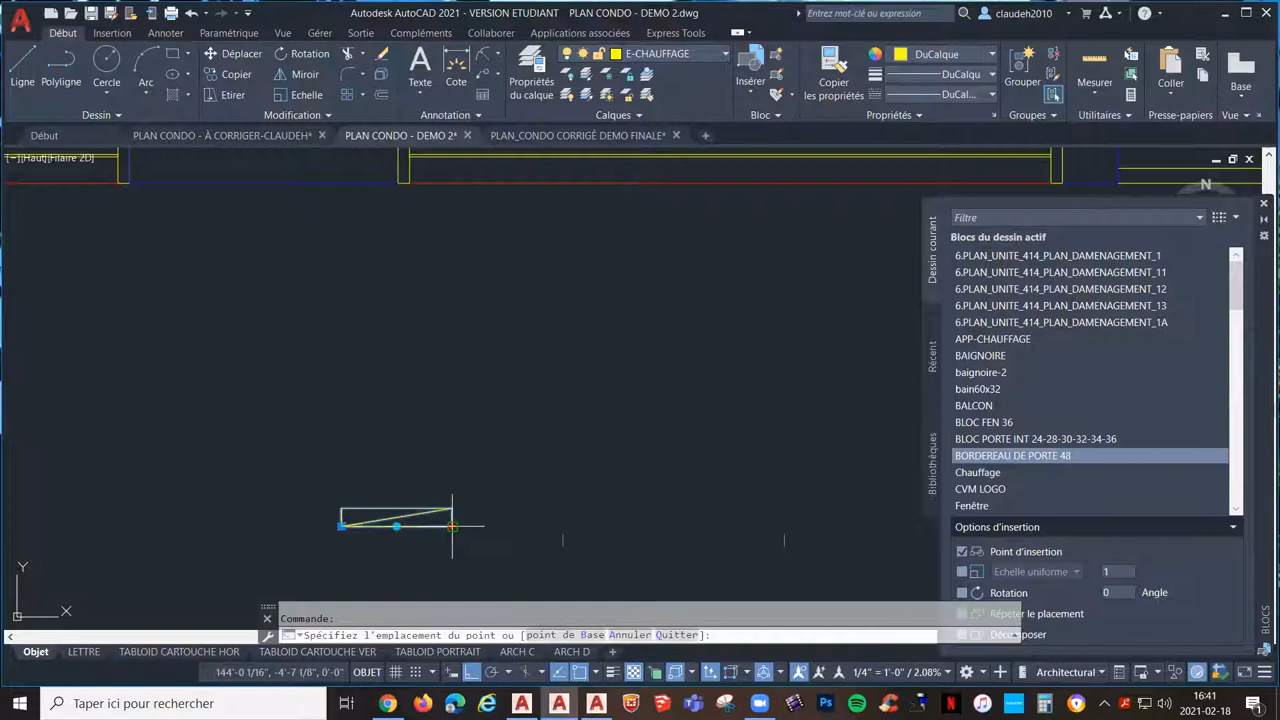 Autodesk AutoCAD 2021 - VERSION ETUDIANT PLAN CONDO - DEMO 2.dwg
Entrez mot-clé ou expression
claudeh2010
Début Insertion Annoter Paramétrique Vue Gérer Sortie Compléments Collaborer Applications associées Express Tools
Ligne Polyligne Cercle Arc
Déplacer Rotation
Copier Miroir
Etirer Echelle
Texte Cote
Propriétés du calque
E-CHAUFFAGE
Insérer
Copier les propriétés
DuCalque
DuCalqu
DuCal...
Grouper
Mesurer
Coller
Base
Dessin Modification Annotation Calques Bloc Propriétés Groupes Utilitaires Presse-papiers Vue
Début PLAN CONDO - À CORRIGER-CLAUDEH* PLAN CONDO - DEMO 2* PLAN_CONDO CORRIGÉ DEMO FINALE*
[−][Haut][Filaire 2D]
N
Filtre
Blocs du dessin actif
Dessin courant
Récent
Bibliothèques
6.PLAN_UNITE_414_PLAN_DAMENAGEMENT_1
6.PLAN_UNITE_414_PLAN_DAMENAGEMENT_11
6.PLAN_UNITE_414_PLAN_DAMENAGEMENT_12
6.PLAN_UNITE_414_PLAN_DAMENAGEMENT_13
6.PLAN_UNITE_414_PLAN_DAMENAGEMENT_1A
APP-CHAUFFAGE
BAIGNOIRE
baignoire-2
bain60x32
BALCON
BLOC FEN 36
BLOC PORTE INT 24-28-30-32-34-36
BORDEREAU DE PORTE 48
Chauffage
CVM LOGO
Fenêtre
Options d'insertion
Point d'insertion
Echelle uniforme 1
Rotation 0 Angle
Répéter le placement
Décomposer
BLOCS
Y
X
Commande:
Spécifiez l'emplacement du point ou [point de Base Annuler Quitter]:
Objet LETTRE TABLOID CARTOUCHE HOR TABLOID CARTOUCHE VER TABLOID PORTRAIT ARCH C ARCH D
144'-0 1/16", -4'-7 1/8", 0'-0" OBJET
1/4" = 1'-0" / 2.08%
Architectural
Taper ici pour rechercher
16:41
2021-02-18